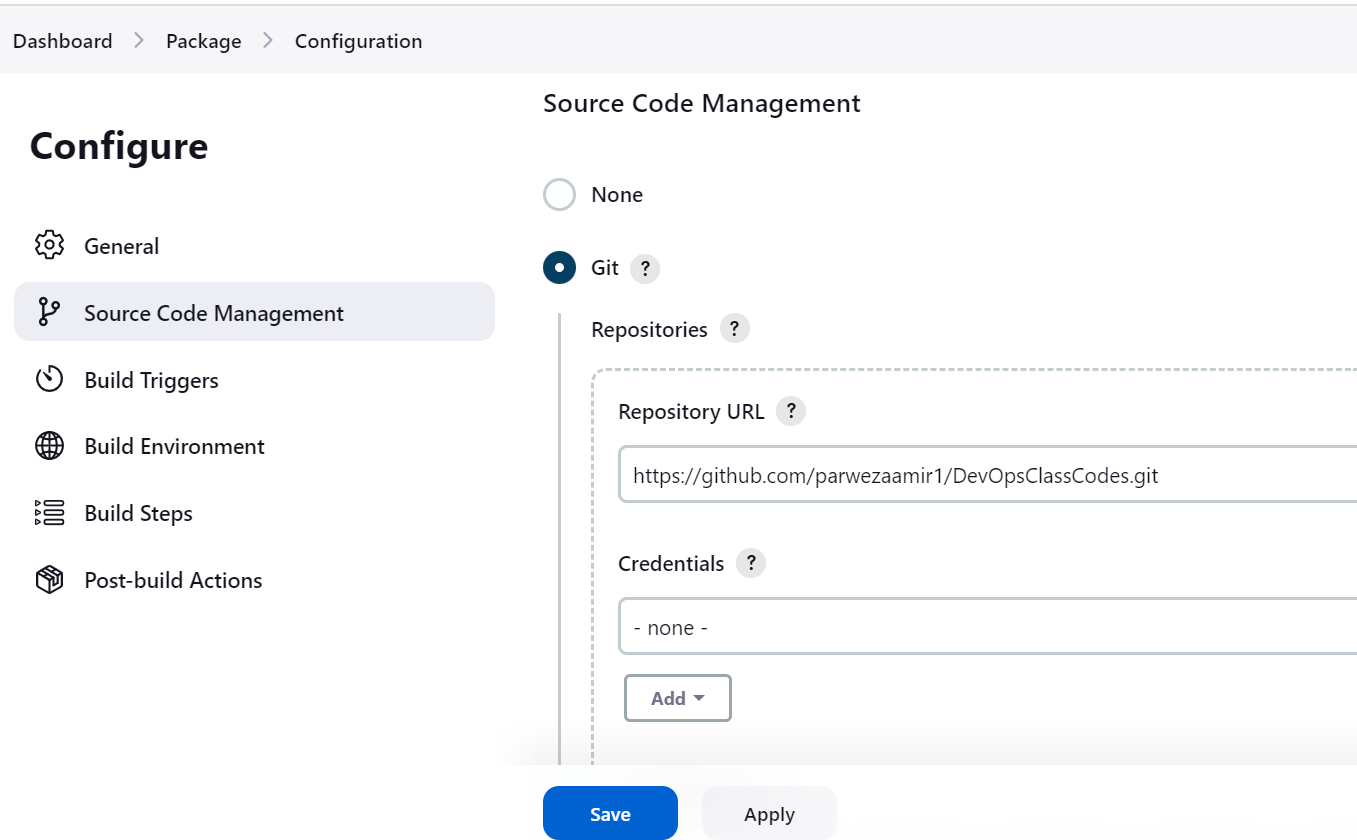 Dashboard > Package > Configuration
Configure
General
Source Code Management
Build Triggers
Build Environment
Build Steps
Post-build Actions
Source Code Management
None
Git ?
Repositories ?
Repository URL ?
https://github.com/parwezaamir1/DevOpsClassCodes.git
Credentials ?
- none -
Add
Save Apply